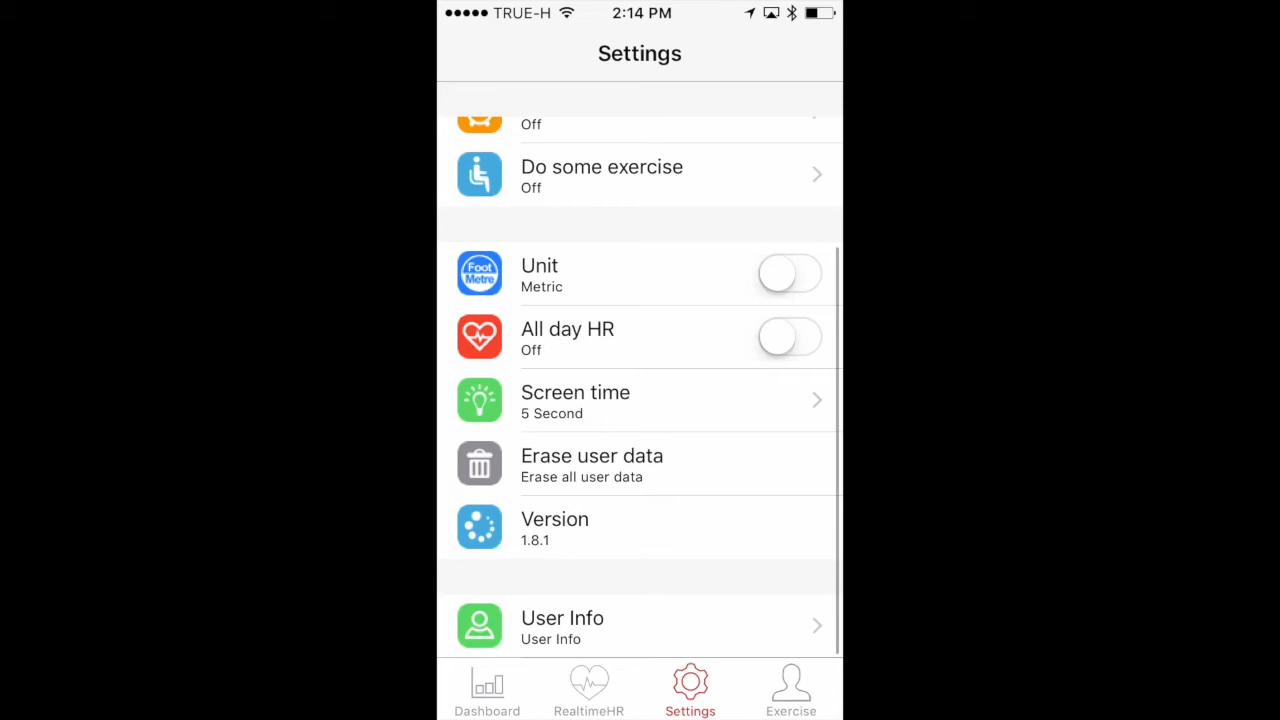 TRUE-H 2:14 PM
Settings
Off
Do some exercise
Off
Foot
Metre
Unit
Metric
All day HR
Off
Screen time
5 Second
Erase user data
Erase all user data
Version
1.8.1
User Info
User Info
Dashboard RealtimeHR Settings Exercise